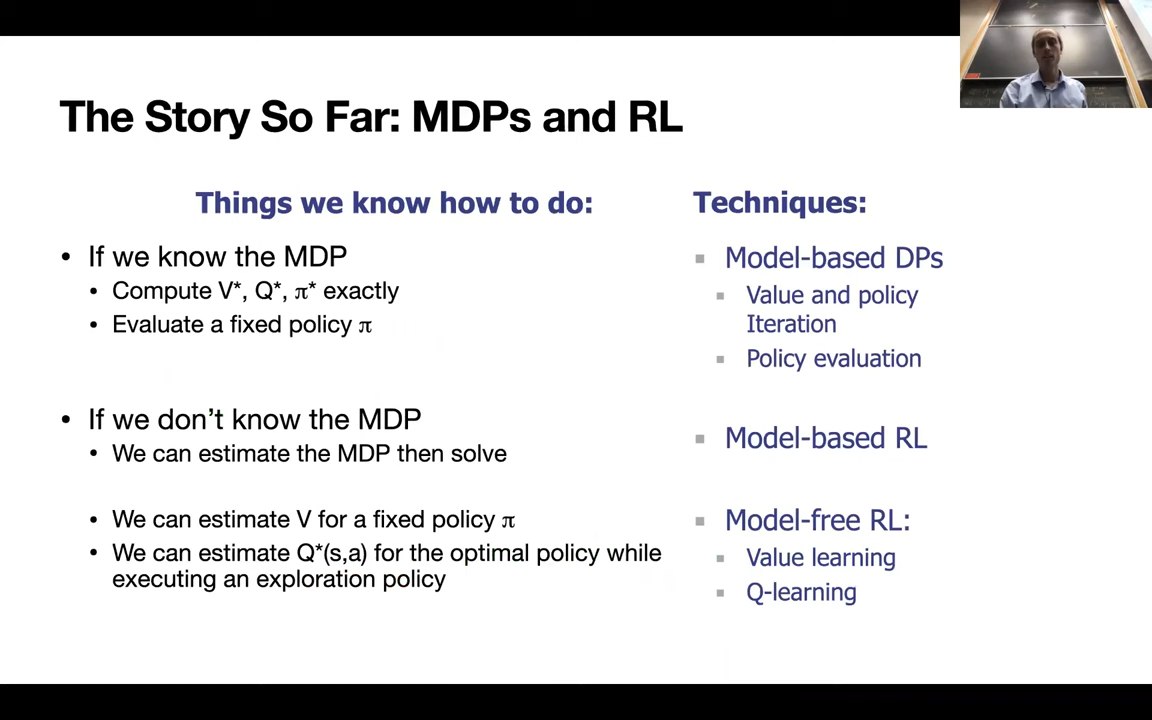 The Story So Far: MDPs and RL
Things we know how to do:
• If we know the MDP
• Compute V*, Q*, π* exactly
• Evaluate a fixed policy π
• If we don’t know the MDP
• We can estimate the MDP then solve
• We can estimate V for a fixed policy π
• We can estimate Q*(s,a) for the optimal policy while
executing an exploration policy
Techniques:
Model-based DPs
Value and policy
Iteration
Policy evaluation
Model-based RL
Model-free RL:
Value learning
Q-learning